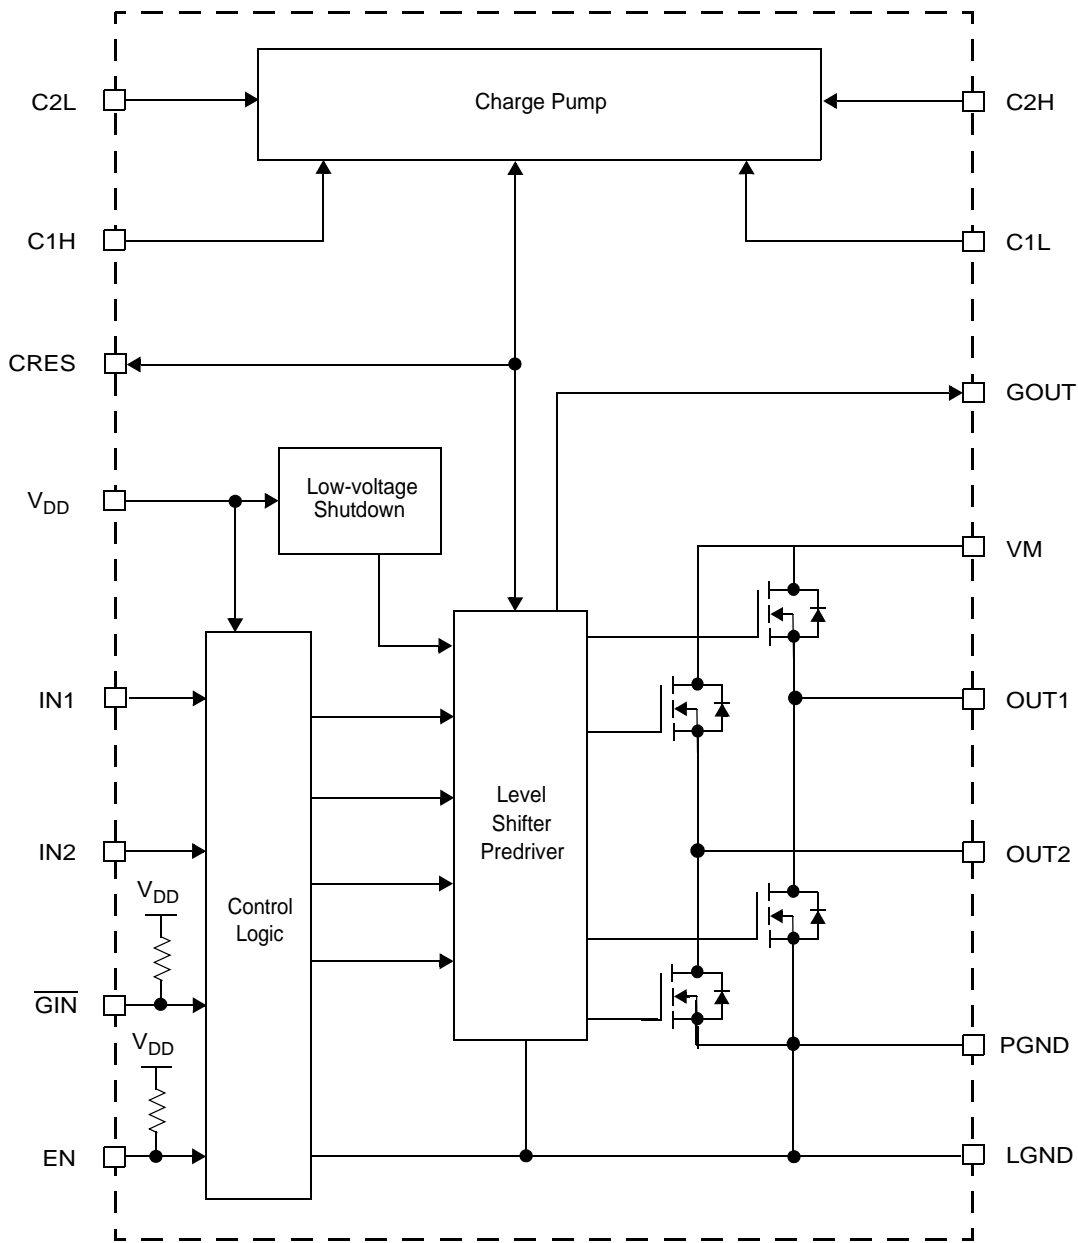 C2L
Charge Pump
C2H
C1H
C1L
CRES
GOUT
VDD
Low-voltage
Shutdown
VM
IN1
OUT1
Level
Shifter
Predriver
IN2
OUT2
VDD
Control
Logic
GIN
VDD
PGND
EN
LGND